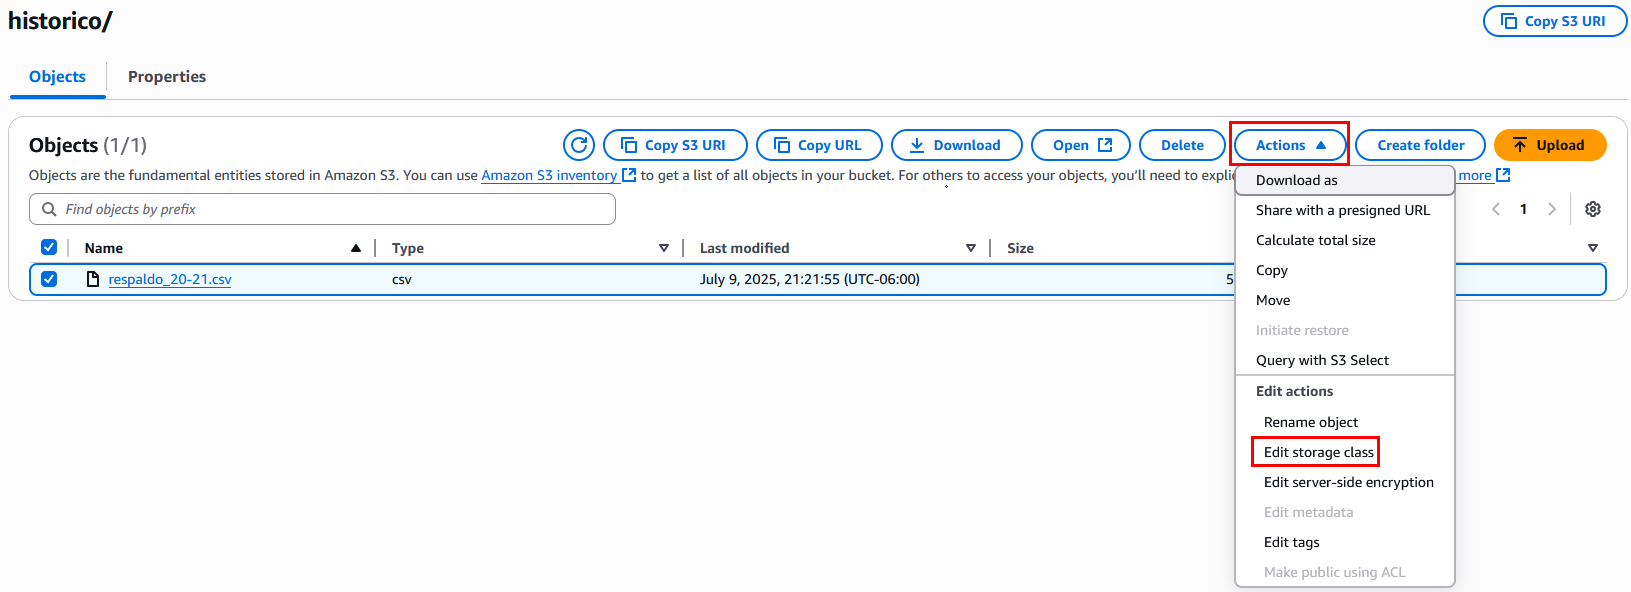 historico/
Copy S3 URI
Objects
Properties
Objects (1/1)
Copy S3 URI
Copy URL
Download
Open
Delete
Actions
Create folder
Upload
Objects are the fundamental entities stored in Amazon S3. You can use Amazon S3 inventory to get a list of all objects in your bucket. For others to access your objects, you'll need to more
Find objects by prefix
1
Name
Type
Last modified
Size
respaldo_20-21.csv
csv
July 9, 2025, 21:21:55 (UTC-06:00)
5
Download as
Share with a presigned URL
Calculate total size
Copy
Move
Initiate restore
Query with S3 Select
Edit actions
Rename object
Edit storage class
Edit server-side encryption
Edit metadata
Edit tags
Make public using ACL